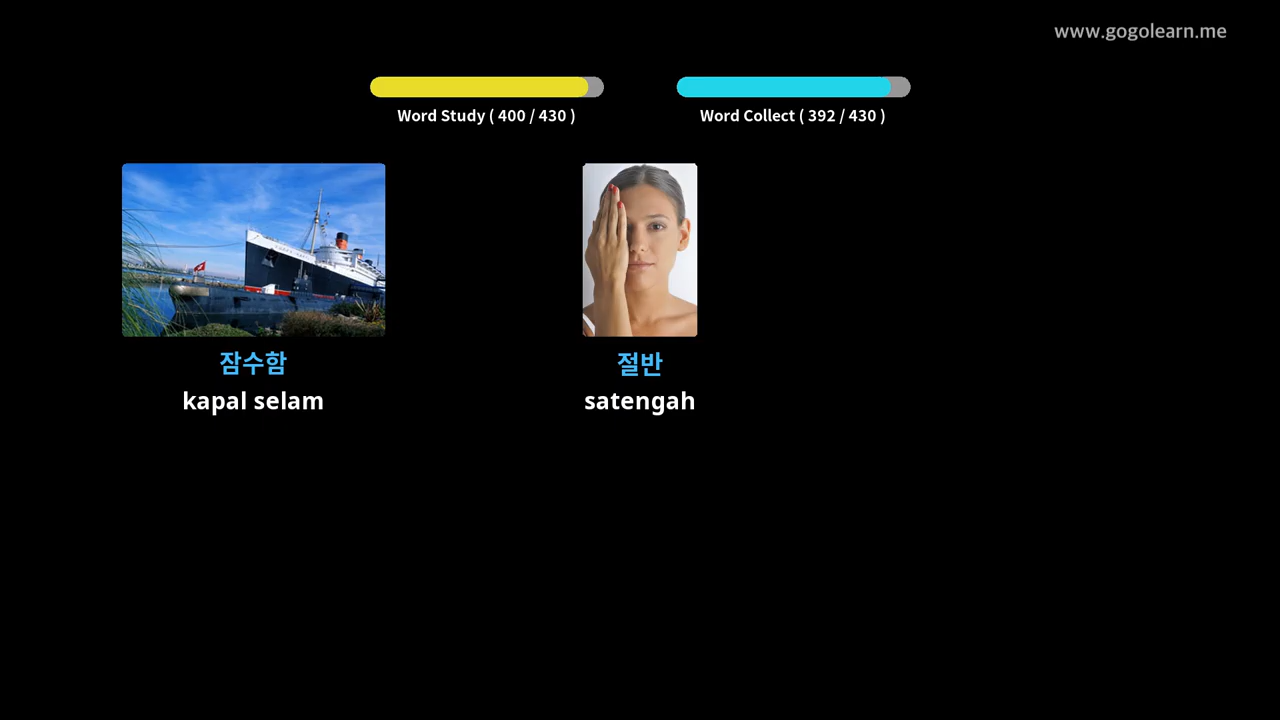 www.gogolearn.me
Word Study ( 400 / 430 )
Word Collect ( 392 / 430 )
잠수함
kapal selam
절반
satengah